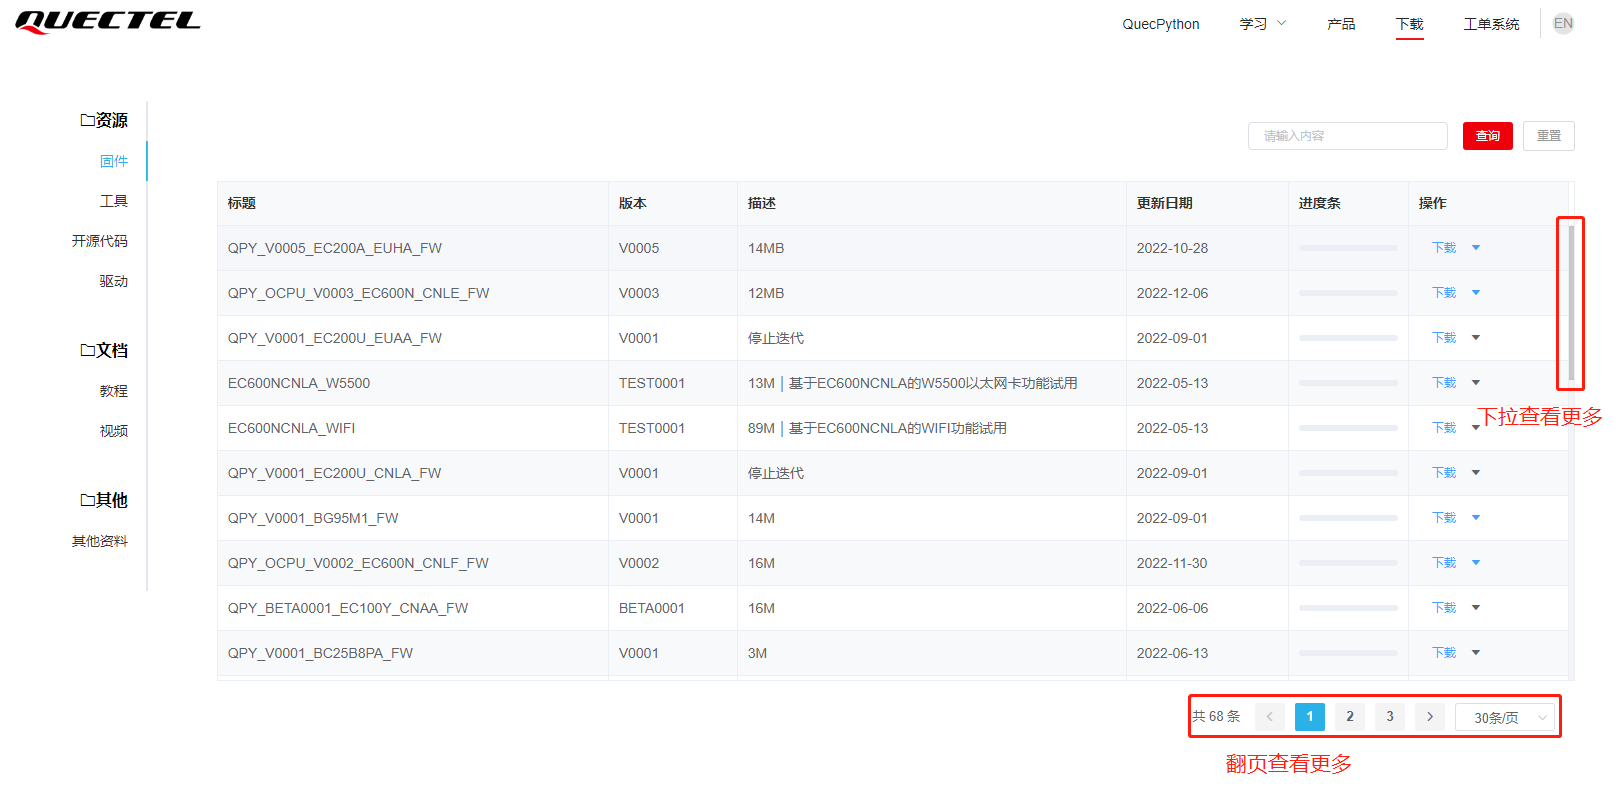 QUECTEL
QuecPython 学习 产品 下载 工单系统 EN
资源
固件
工具
开源代码
驱动
文档
教程
视频
其他
其他资料
请输入内容 查询 重置
标题 版本 描述 更新日期 进度条 操作
QPY_V0005_EC200A_EUHA_FW V0005 14MB 2022-10-28 下载
QPY_OCPU_V0003_EC600N_CNLE_FW V0003 12MB 2022-12-06 下载
QPY_V0001_EC200U_EUAA_FW V0001 停止迭代 2022-09-01 下载
EC600NCNLA_W5500 TEST0001 13M | 基于EC600NCNLA的W5500以太网卡功能试用 2022-05-13 下载
下拉查看更多
EC600NCNLA_WIFI TEST0001 89M | 基于EC600NCNLA的WIFI功能试用 2022-05-13 下载
QPY_V0001_EC200U_CNLA_FW V0001 停止迭代 2022-09-01 下载
QPY_V0001_BG95M1_FW V0001 14M 2022-09-01 下载
QPY_OCPU_V0002_EC600N_CNLF_FW V0002 16M 2022-11-30 下载
QPY_BETA0001_EC100Y_CNAA_FW BETA0001 16M 2022-06-06 下载
QPY_V0001_BC25B8PA_FW V0001 3M 2022-06-13 下载
共 68 条 < 1 2 3 > 30条/页
翻页查看更多